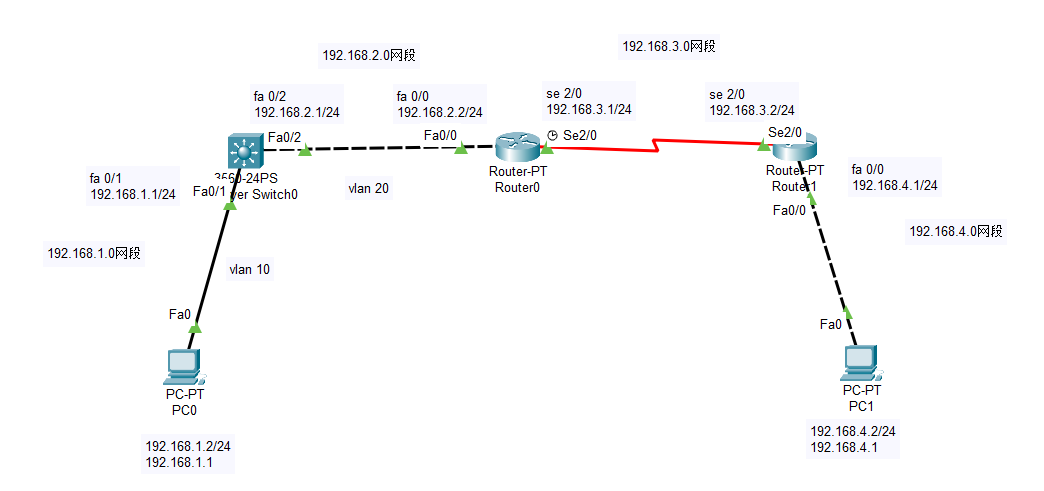 192.168.2.0网段
192.168.3.0网段
fa 0/2
192.168.2.1/24
fa 0/0
192.168.2.2/24
se 2/0
192.168.3.1/24
se 2/0
192.168.3.2/24
Fa0/2
Fa0/0
Se2/0
Se2/0
fa 0/1
192.168.1.1/24
Fa0/1
3560-24PS
yer Switch0
vlan 20
Router-PT
Router0
Router-PT
Router1
fa 0/0
192.168.4.1/24
Fa0/0
192.168.4.0网段
192.168.1.0网段
vlan 10
Fa0
Fa0
PC-PT
PC0
PC-PT
PC1
192.168.1.2/24
192.168.1.1
192.168.4.2/24
192.168.4.1